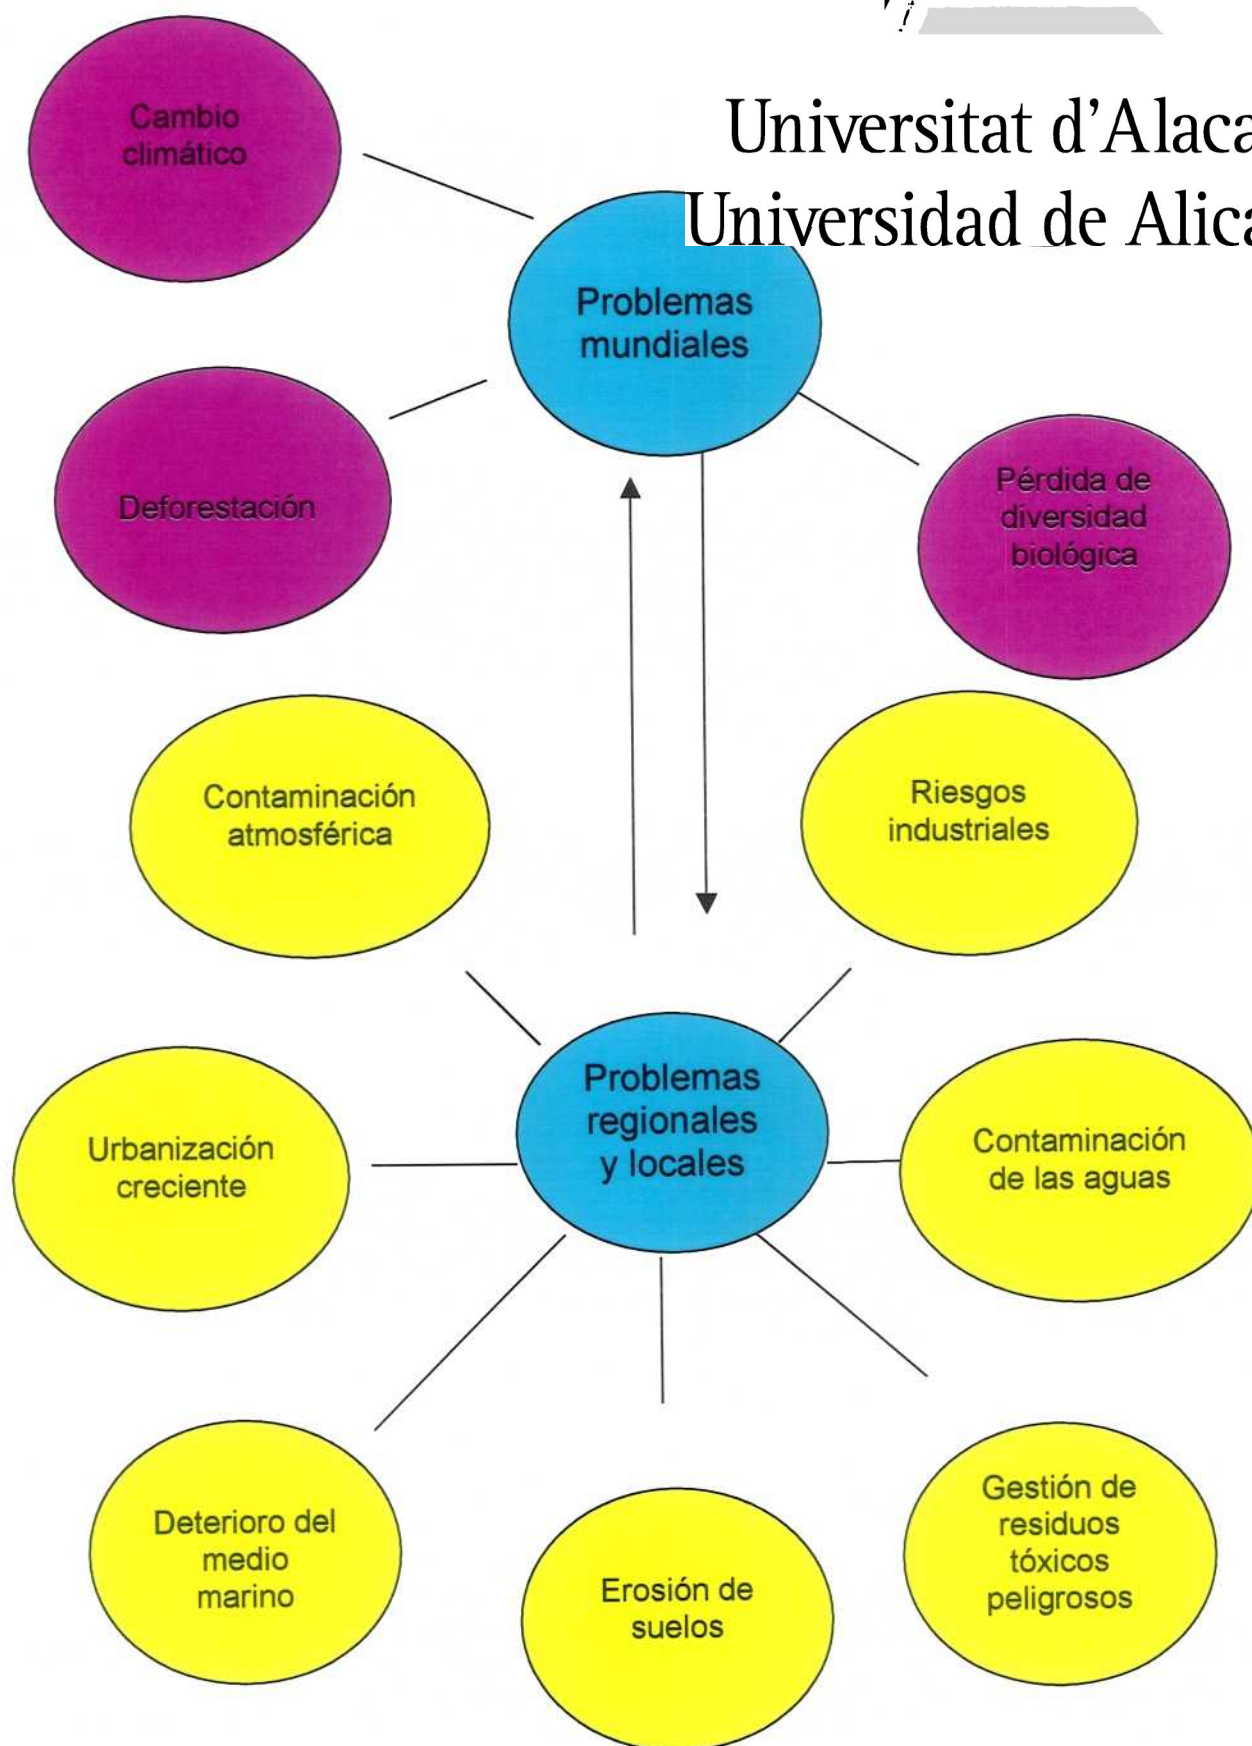 Universitat d'Alaca
Universidad de Alica
Cambio
climático
Problemas
mundiales
Deforestación
Pérdida de
diversidad
biológica
Contaminación
atmosférica
Riesgos
industriales
Problemas
regionales
y locales
Urbanización
creciente
Contaminación
de las aguas
Deterioro del
medio
marino
Erosión de
suelos
Gestión de
residuos
tóxicos
peligrosos